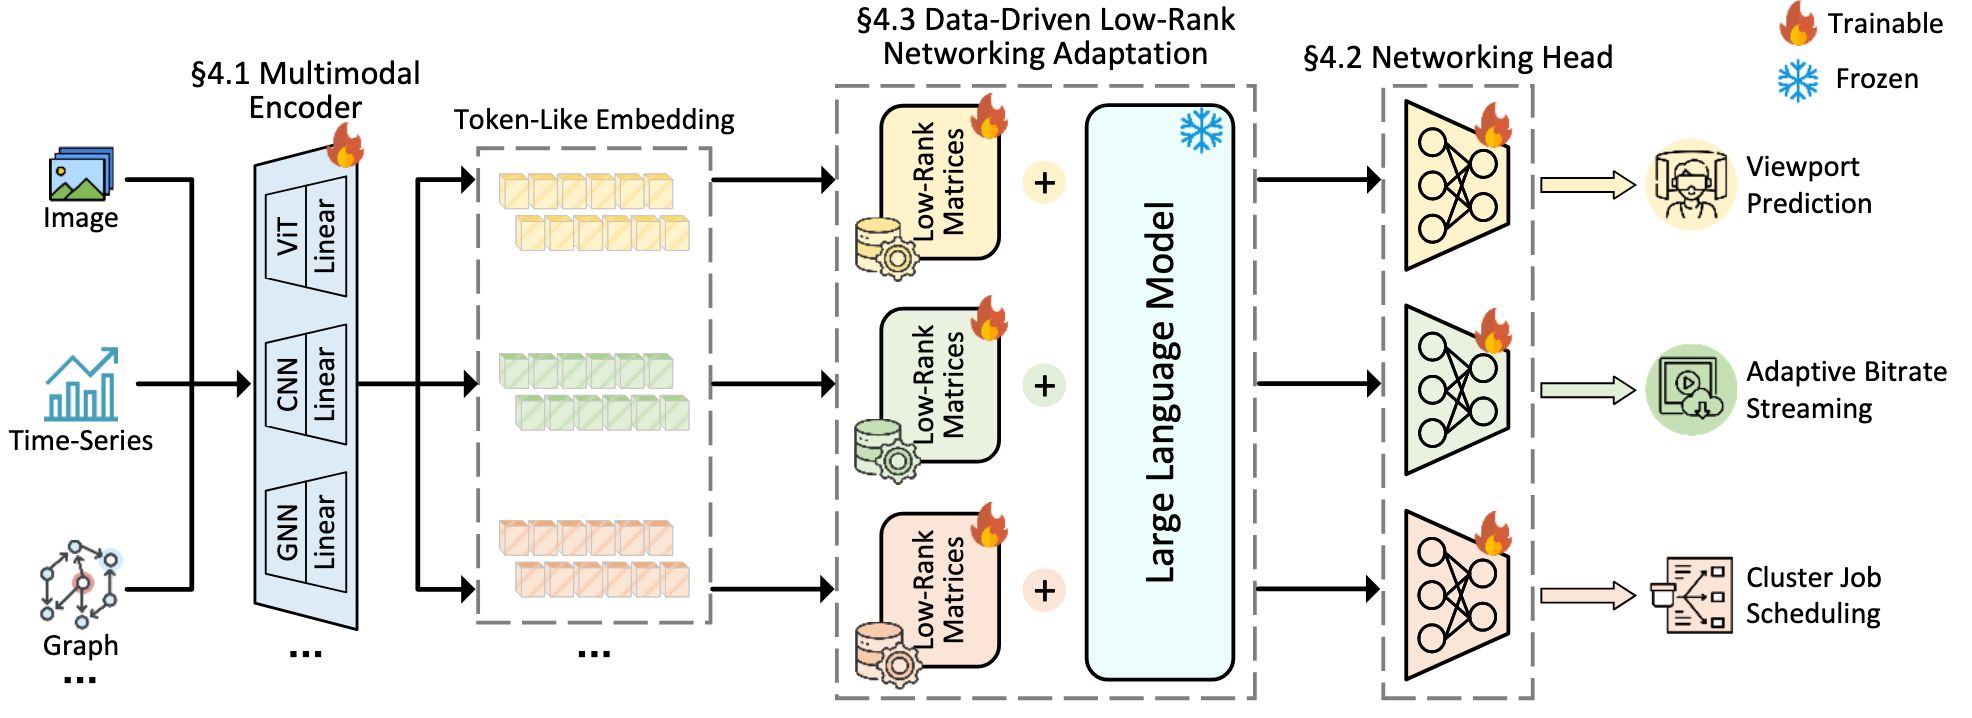 §4.3 Data-Driven Low-Rank
Networking Adaptation
§4.2 Networking Head
Trainable
Frozen
§4.1 Multimodal
Encoder
Token-Like Embedding
Image
Time-Series
Graph
...
ViT
Linear
CNN
Linear
GNN
Linear
...
...
Low-Rank
Matrices
+
Low-Rank
Matrices
+
Low-Rank
Matrices
+
Large Language Model
Viewport
Prediction
Adaptive Bitrate
Streaming
Cluster Job
Scheduling